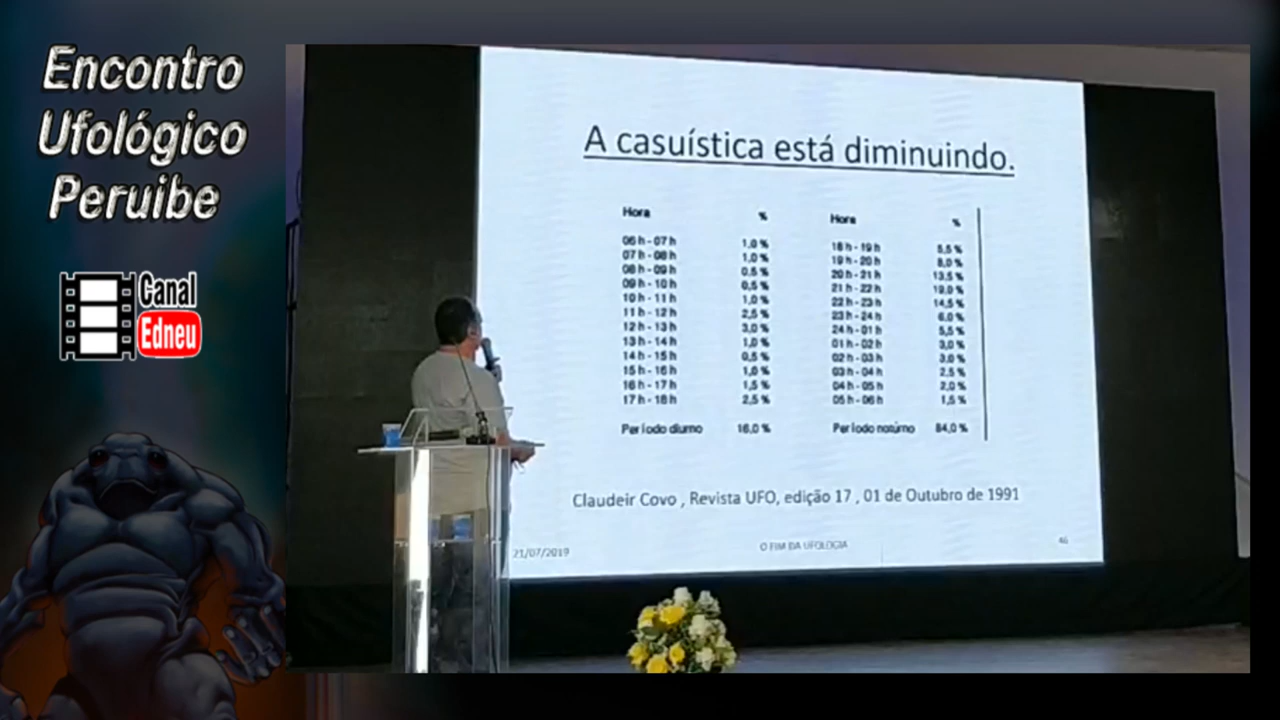 Encontro
Ufológico
Peruibe
Canal
Edneu
A casuística está diminuindo.
Hora % Hora %
06 h - 07 h 1,0 % 18 h - 19 h 5,5 %
07 h - 08 h 1,0 % 19 h - 20 h 8,0 %
08 h - 09 h 0,5 % 20 h - 21 h 13,5 %
09 h - 10 h 0,5 % 21 h - 22 h 19,0 %
10 h - 11 h 1,0 % 22 h - 23 h 14,5 %
11 h - 12 h 2,5 % 23 h - 24 h 6,0 %
12 h - 13 h 3,0 % 24 h - 01 h 5,5 %
13 h - 14 h 1,0 % 01 h - 02 h 3,0 %
14 h - 15 h 0,5 % 02 h - 03 h 3,0 %
15 h - 16 h 1,0 % 03 h - 04 h 2,5 %
16 h - 17 h 1,5 % 04 h - 05 h 2,0 %
17 h - 18 h 2,5 % 05 h - 06 h 1,5 %
Período diurno 16,0 % Período noturno 84,0 %
Claudeir Covo , Revista UFO, edição 17 , 01 de Outubro de 1991
21/07/2019 O FIM DA UFOLOGIA 46